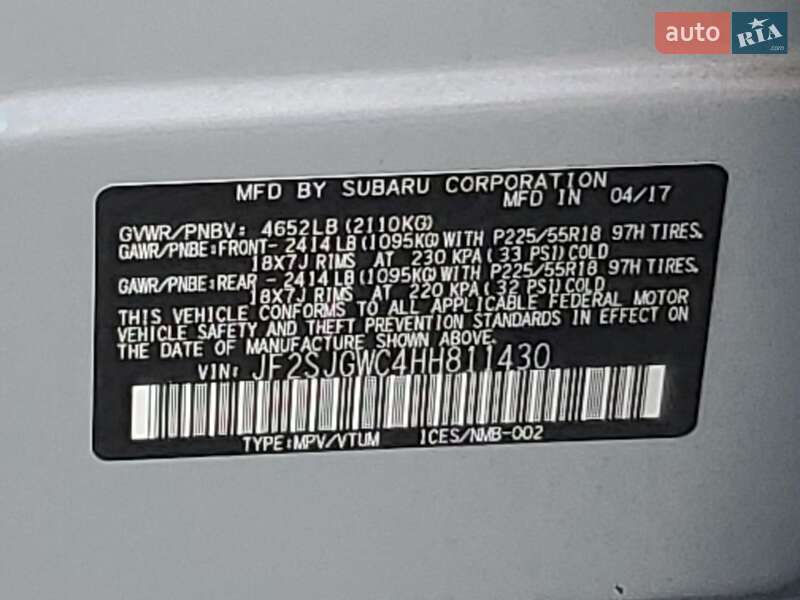 auto RIA.com
MFD BY SUBARU CORPORATION
MFD IN 04/17
GVWR/PNBV: 4652LB (2110KG)
GAWR/PNBE:FRONT- 2414LB (1095KG) WITH P225/55R18 97H TIRES.
18X7J RIMS AT 230 KPA (33 PSI) COLD
GAWR/PNBE:REAR - 2414LB (1095KG) WITH P225/55R18 97H TIRES.
18X7J RIMS AT 220 KPA (32 PSI) COLD
THIS VEHICLE CONFORMS TO ALL APPLICABLE FEDERAL MOTOR
VEHICLE SAFETY AND THEFT PREVENTION STANDARDS IN EFFECT ON
THE DATE OF MANUFACTURE SHOWN ABOVE.
VIN: JF2SJGWC4HH811430
TYPE:MPV/VTUM ICES/NMB-002